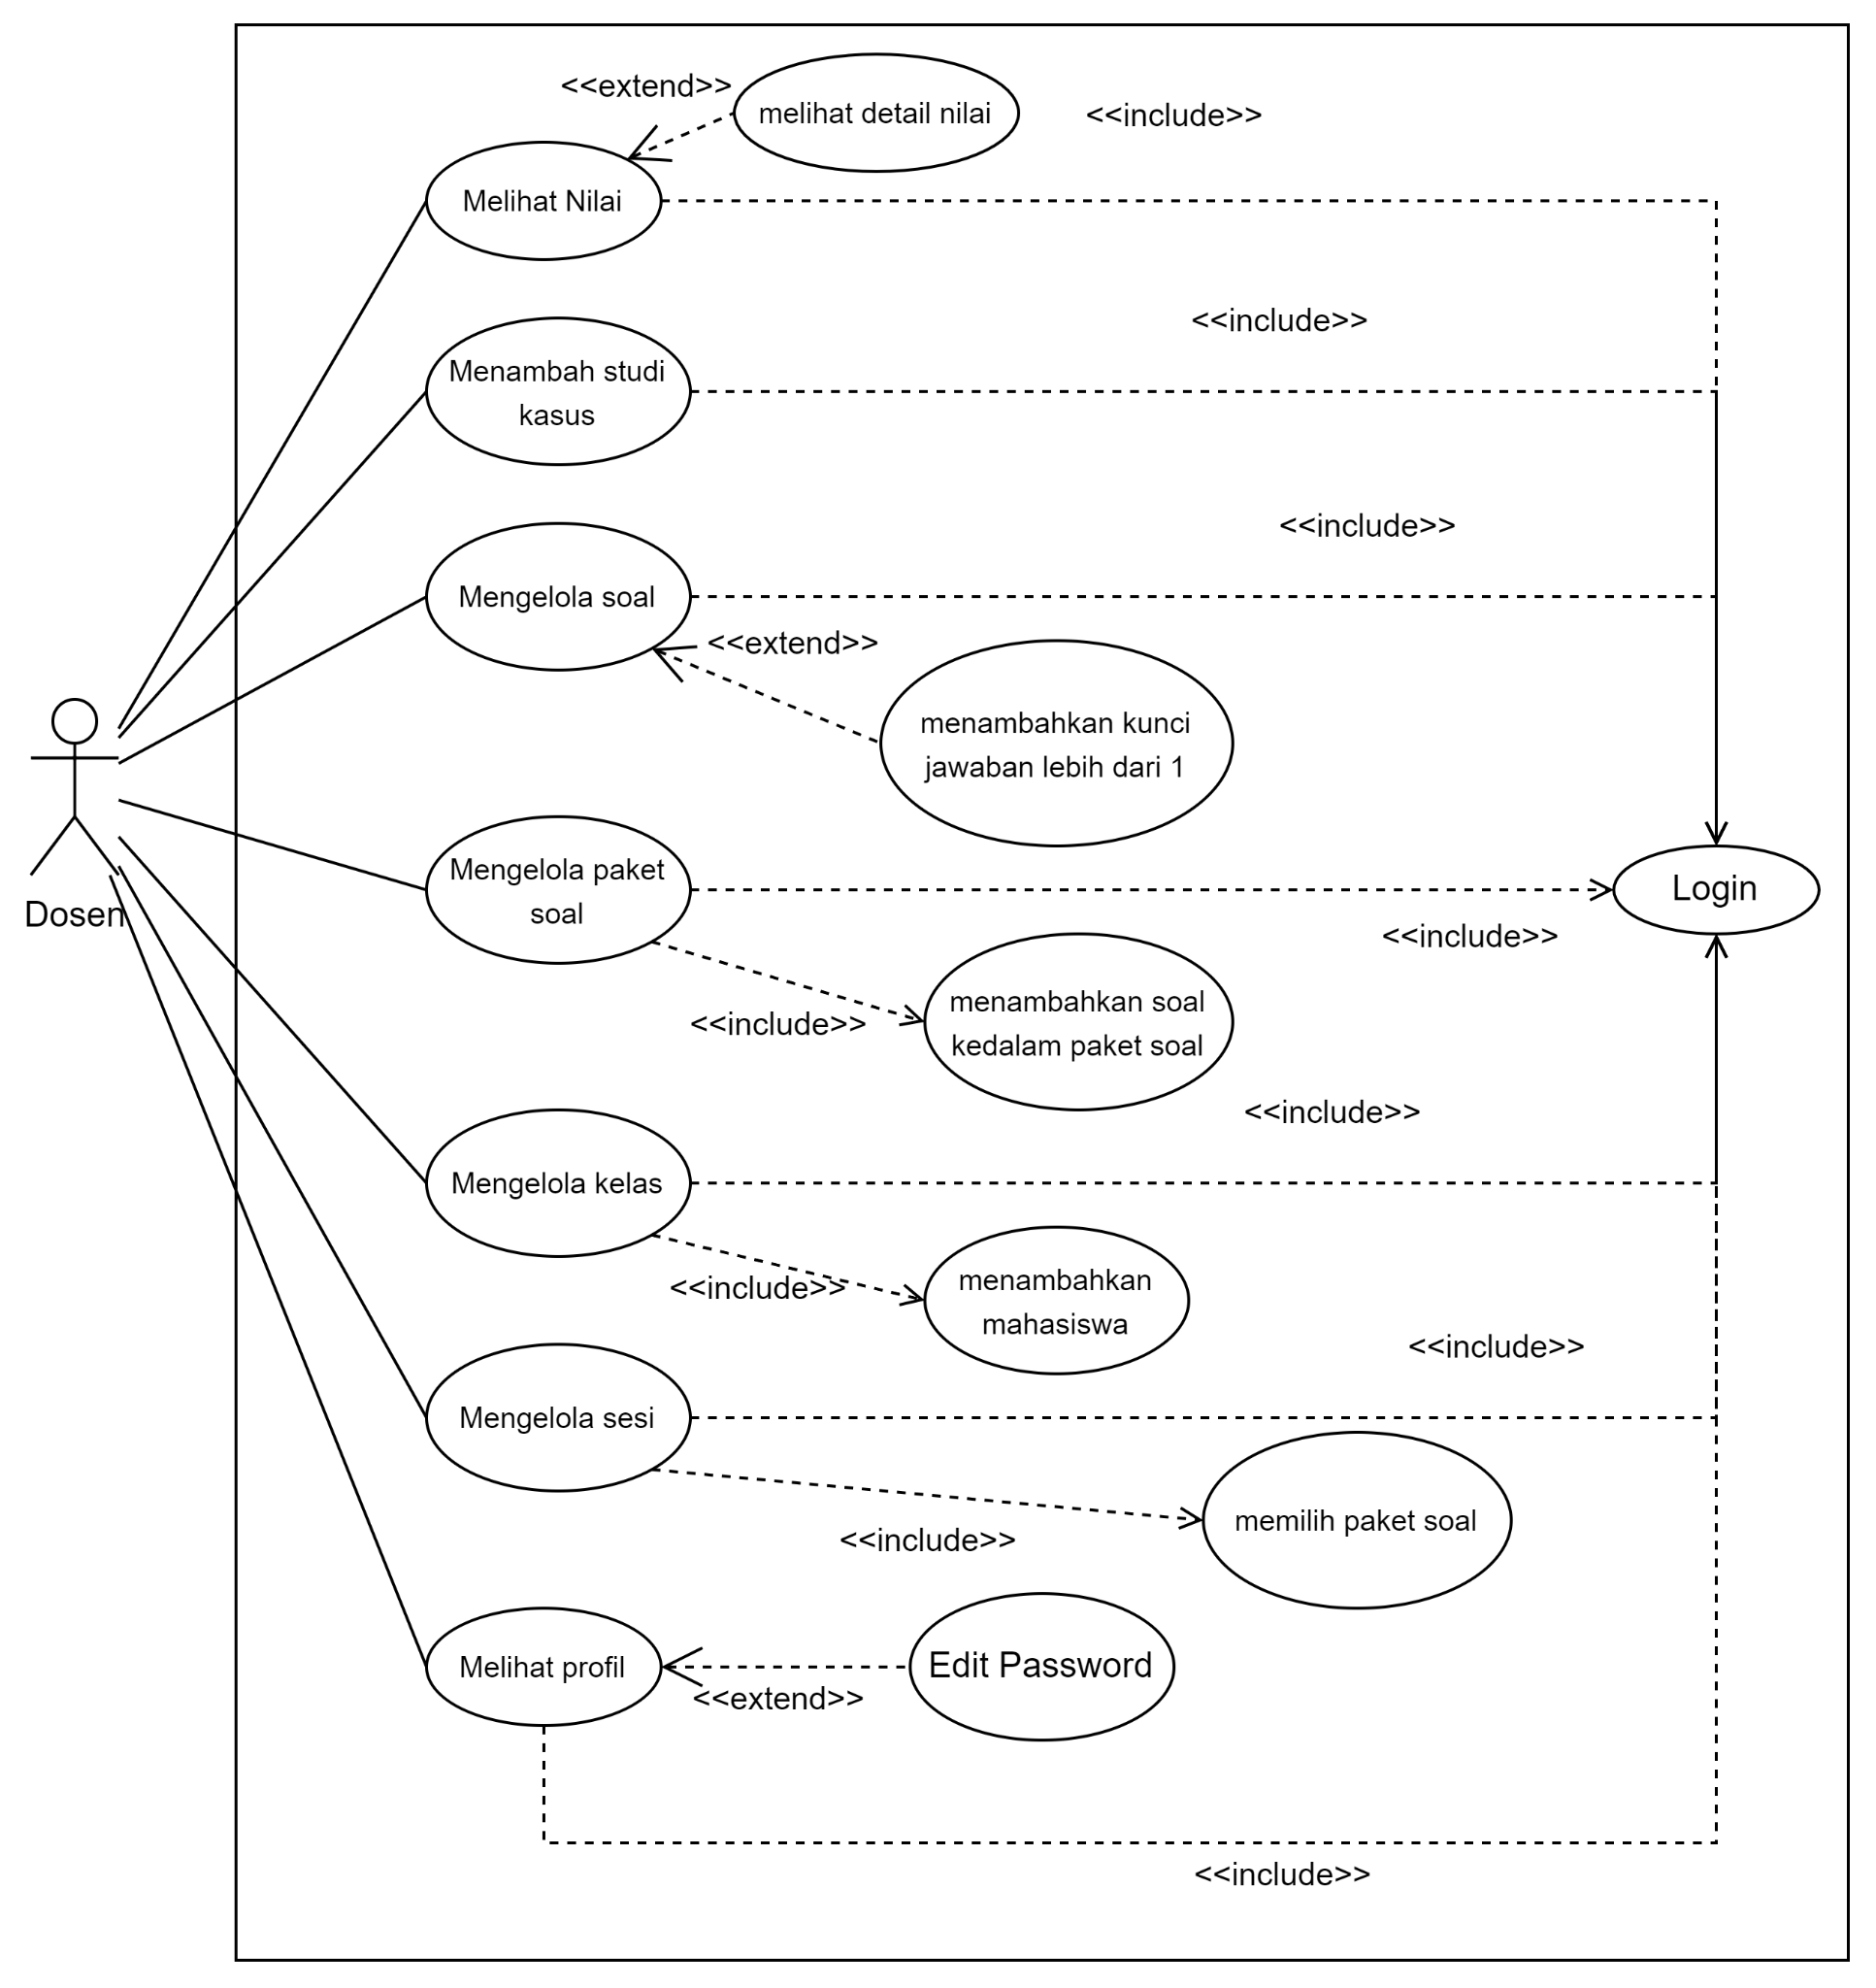 <<extend>>
melihat detail nilai
<<include>>
Melihat Nilai
<<include>>
Menambah studi
kasus
<<include>>
Mengelola soal
<<extend>>
menambahkan kunci
jawaban lebih dari 1
Mengelola paket
soal
Login
Dosen
<<include>>
menambahkan soal
kedalam paket soal
<<include>>
<<include>>
Mengelola kelas
<<include>>
menambahkan
mahasiswa
<<include>>
Mengelola sesi
memilih paket soal
<<include>>
Melihat profil
Edit Password
<<extend>>
<<include>>